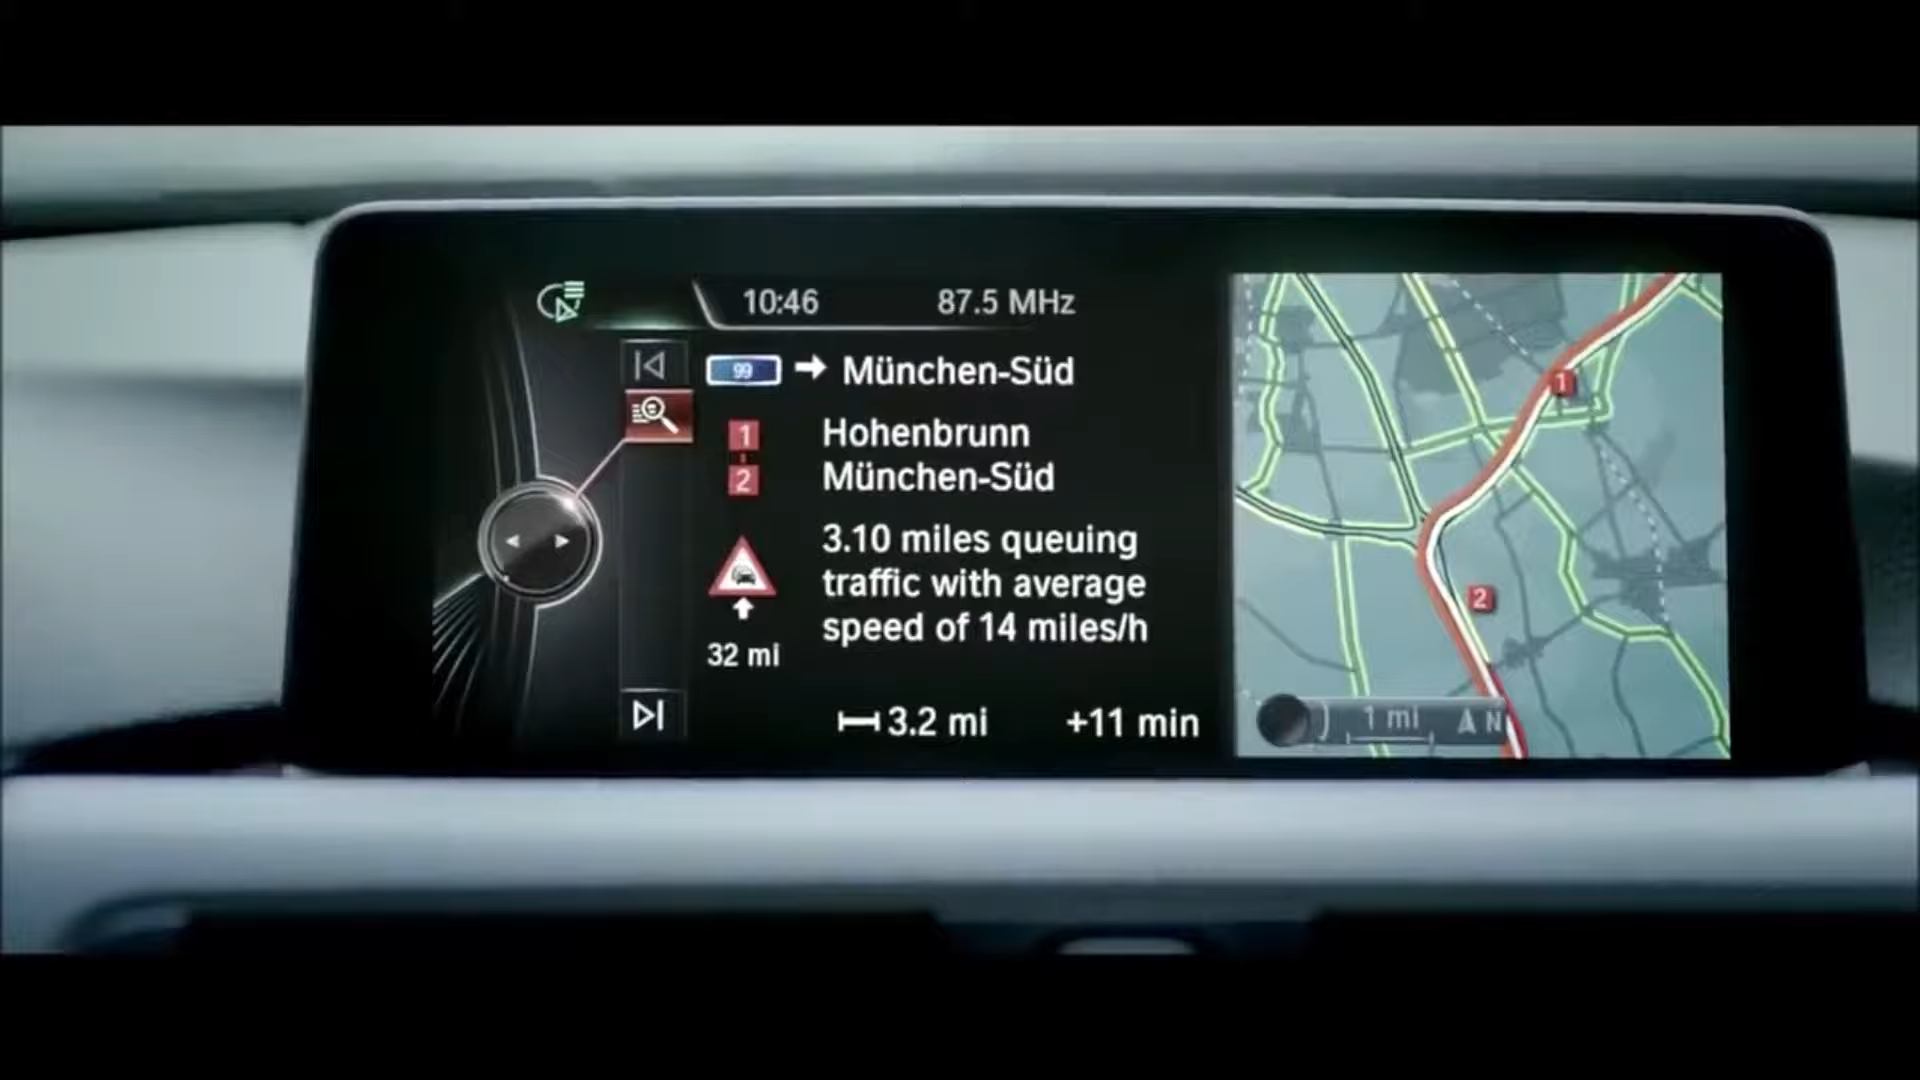 10:46 87.5 MHz
99 München-Süd
1 Hohenbrunn
2 München-Süd
3.10 miles queuing
traffic with average
speed of 14 miles/h
32 mi
3.2 mi +11 min
1
2
1 mi N